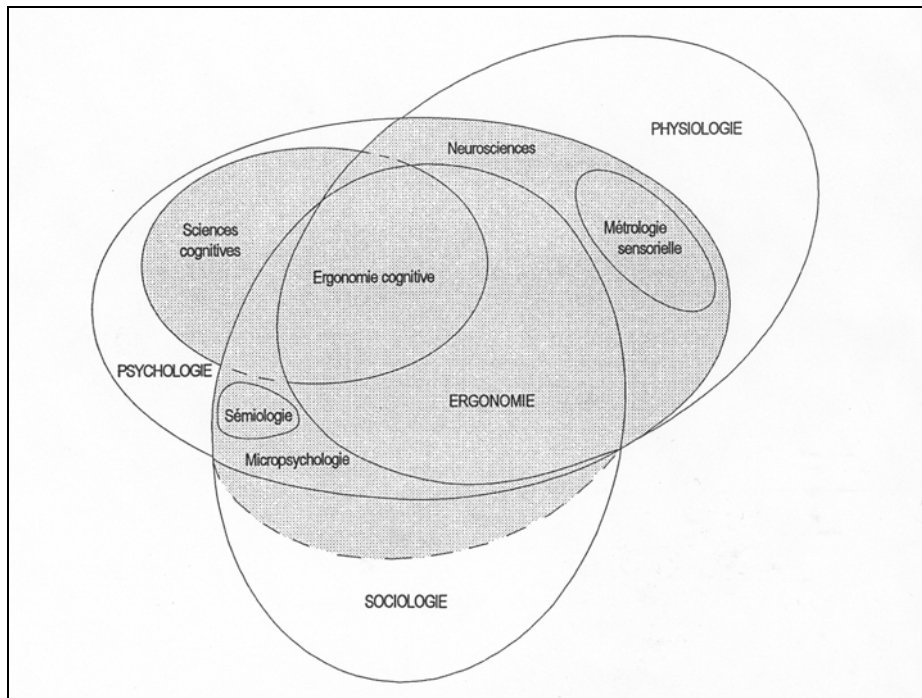 PHYSIOLOGIE
Neurosciences
Métrologie
sensorielle
Sciences
cognitives
Ergonomie cognitive
PSYCHOLOGIE
ERGONOMIE
Sémiologie
Micropsychologie
SOCIOLOGIE